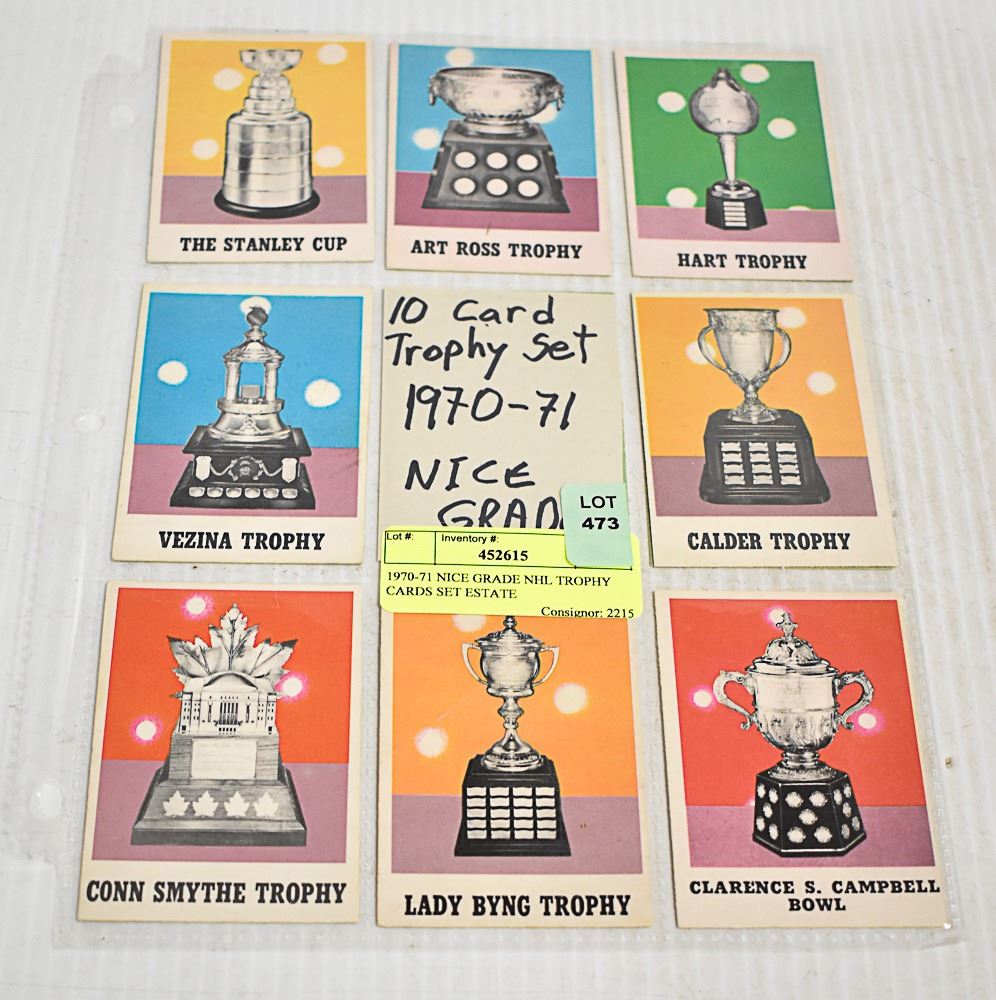 THE STANLEY CUP
ART ROSS TROPHY
HART TROPHY
VEZINA TROPHY
10 Card
Trophy Set
1970-71
NICE
GRAD
LOT
473
Lot #:
Inventory #:
452615
1970-71 NICE GRADE NHL TROPHY
CARDS SET ESTATE
Consignor: 2215
CALDER TROPHY
CONN SMYTHE TROPHY
LADY BYNG TROPHY
CLARENCE S. CAMPBELL
BOWL